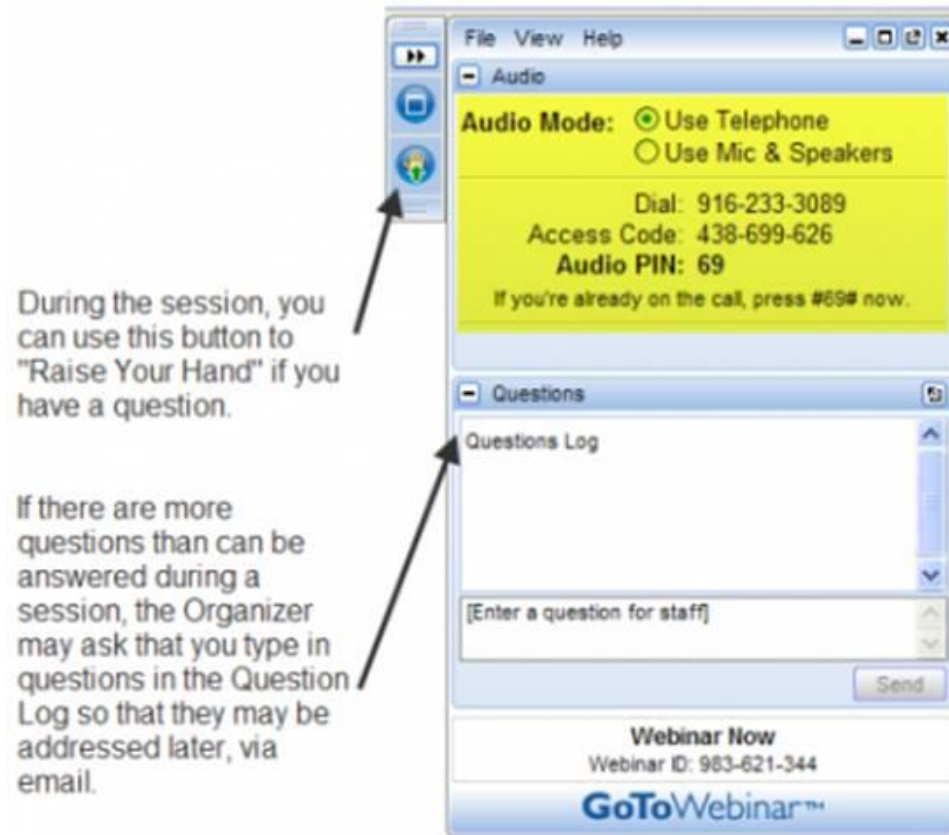 File View Help
Audio
Audio Mode: Use Telephone
Use Mic & Speakers
Dial: 916-233-3089
Access Code: 438-699-626
Audio PIN: 69
If you're already on the call, press #69# now.
During the session, you
can use this button to
"Raise Your Hand" if you
have a question.
Questions
Questions Log
If there are more
questions than can be
answered during a
session, the Organizer
may ask that you type in
questions in the Question
Log so that they may be
addressed later, via
email.
[Enter a question for staff]
Send
Webinar Now
Webinar ID: 983-621-344
GoToWebinar™